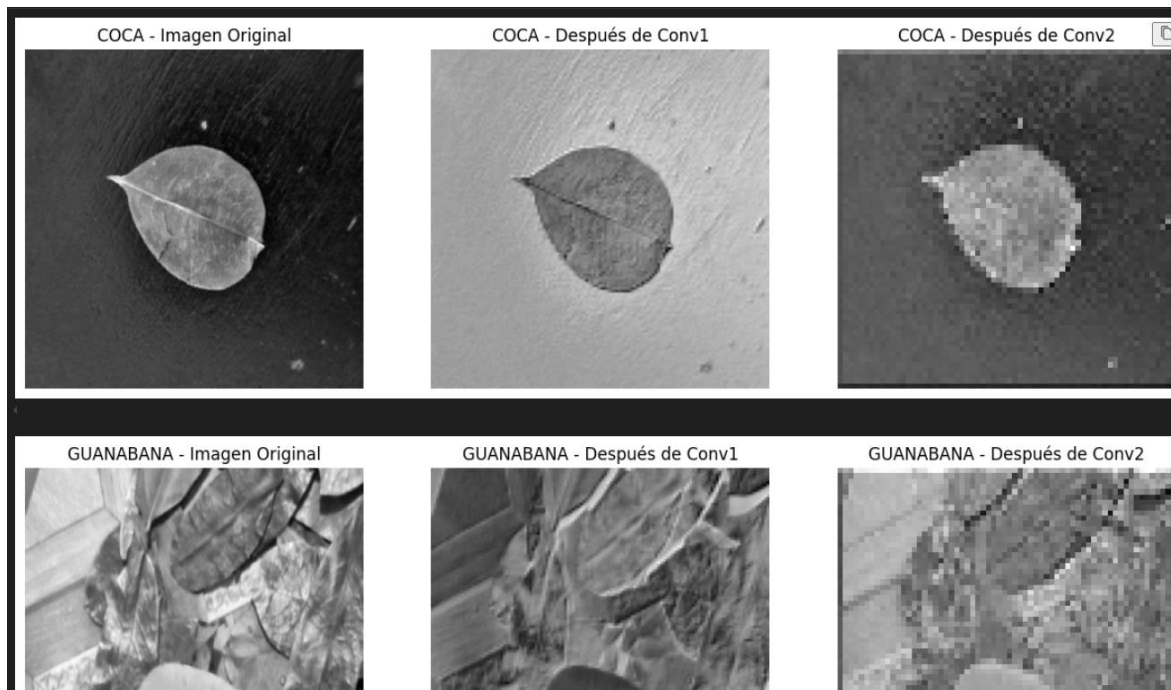 COCA - Imagen Original
COCA - Después de Conv1
COCA - Después de Conv2
GUANABANA - Imagen Original
GUANABANA - Después de Conv1
GUANABANA - Después de Conv2